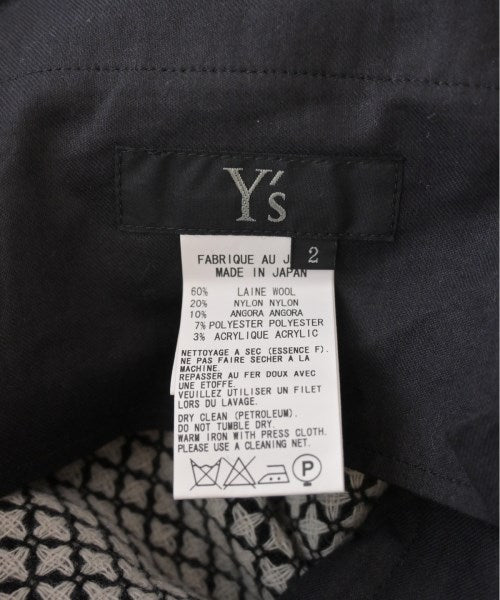 Y's
2
FABRIQUE AU J
MADE IN JAPAN
60% LAINE WOOL
20% NYLON NYLON
10% ANGORA ANGORA
7% POLYESTER POLYESTER
3% ACRYLIQUE ACRYLIC
NETTOYAGE A SEC (ESSENCE F).
NE PAS FAIRE SECHER A LA
MACHINE.
REPASSER AU FER DOUX AVEC
UNE ETOFFE.
VEUILLEZ UTILISER UN FILET
LORS DU LAVAGE.
DRY CLEAN (PETROLEUM).
DO NOT TUMBLE DRY.
WARM IRON WITH PRESS CLOTH.
PLEASE USE A CLEANING NET.
P